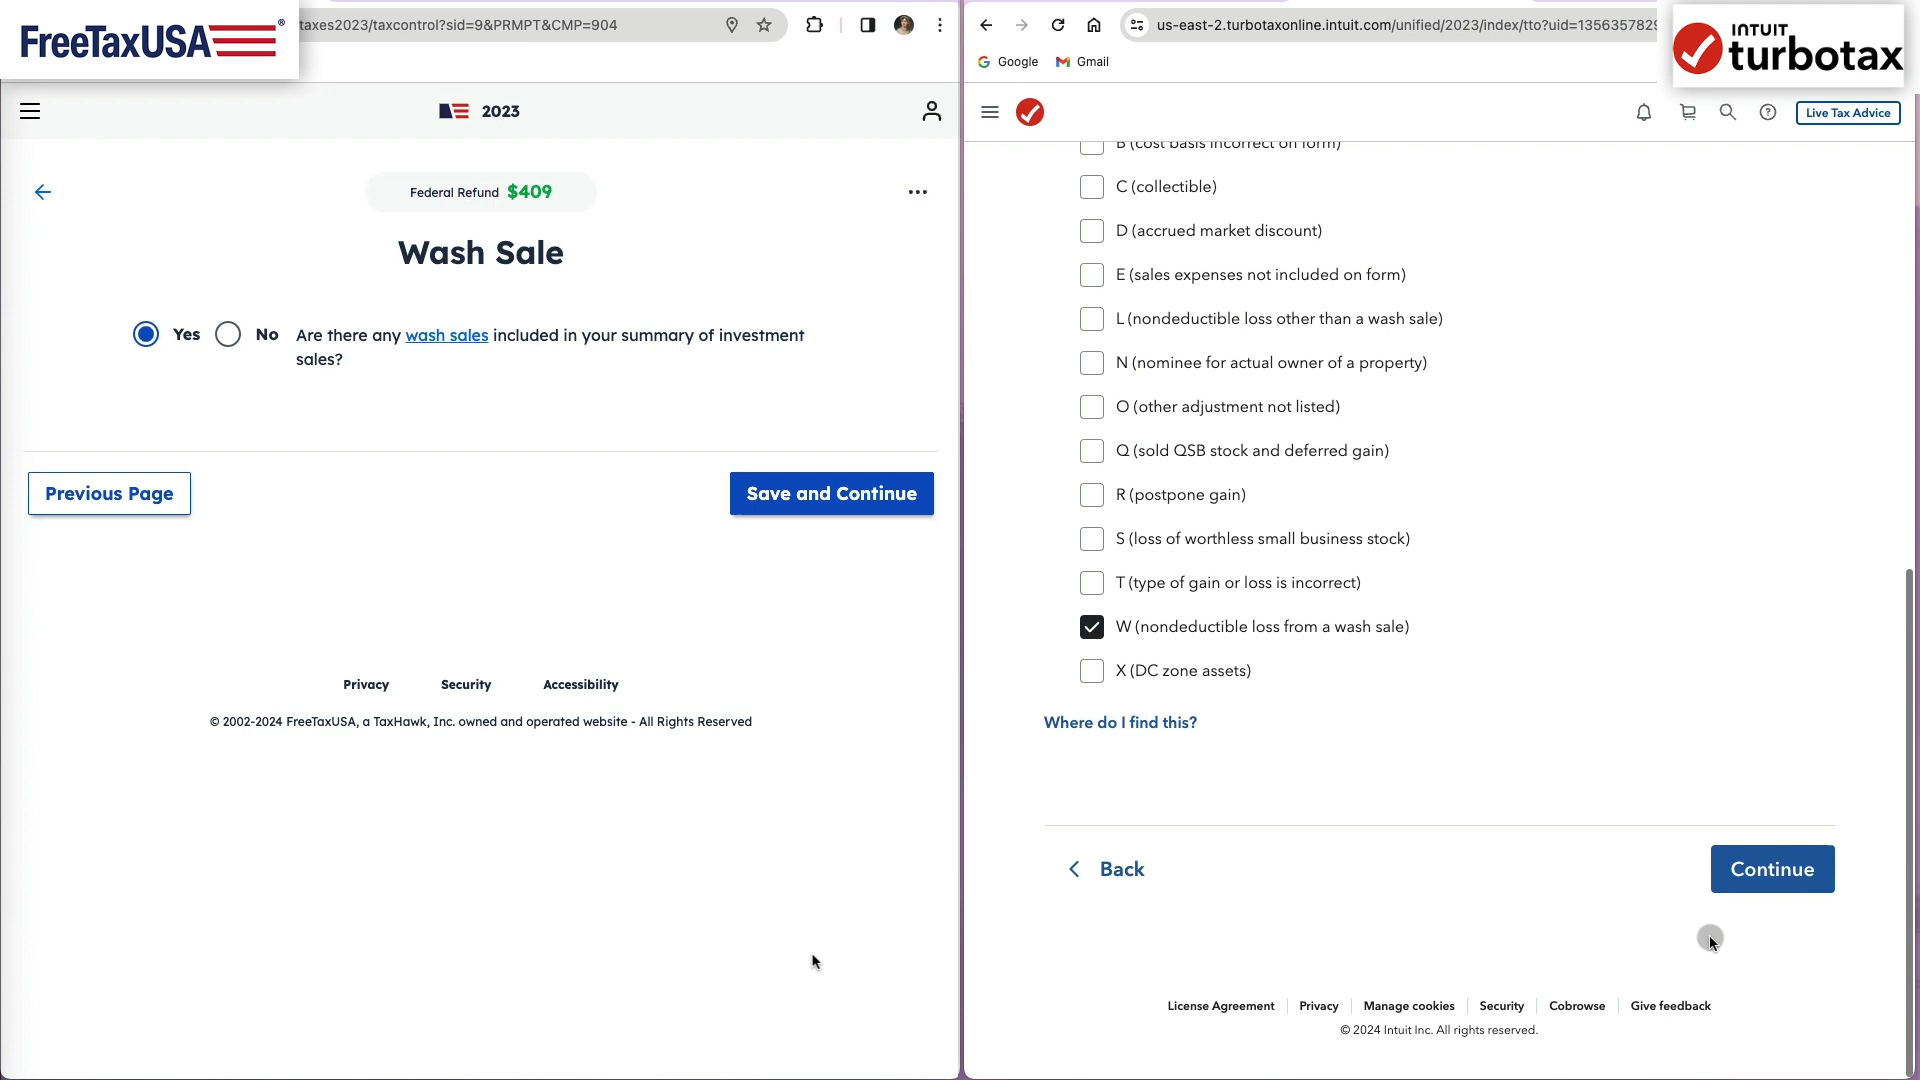 FreeTaxUSA®
taxes2023/taxcontrol?sid=9&PRMPT&CMP=904
2023
Federal Refund $409
Wash Sale
Yes No Are there any wash sales included in your summary of investment
sales?
Previous Page Save and Continue
Privacy Security Accessibility
© 2002-2024 FreeTaxUSA, a TaxHawk, Inc. owned and operated website - All Rights Reserved
us-east-2.turbotaxonline.intuit.com/unified/2023/index/tto?uid=1356357829
INTUIT
turbotax
Google Gmail
Live Tax Advice
B (cost basis incorrect on form)
C (collectible)
D (accrued market discount)
E (sales expenses not included on form)
L (nondeductible loss other than a wash sale)
N (nominee for actual owner of a property)
O (other adjustment not listed)
Q (sold QSB stock and deferred gain)
R (postpone gain)
S (loss of worthless small business stock)
T (type of gain or loss is incorrect)
W (nondeductible loss from a wash sale)
X (DC zone assets)
Where do I find this?
Back Continue
License Agreement Privacy Manage cookies Security Cobrowse Give feedback
© 2024 Intuit Inc. All rights reserved.